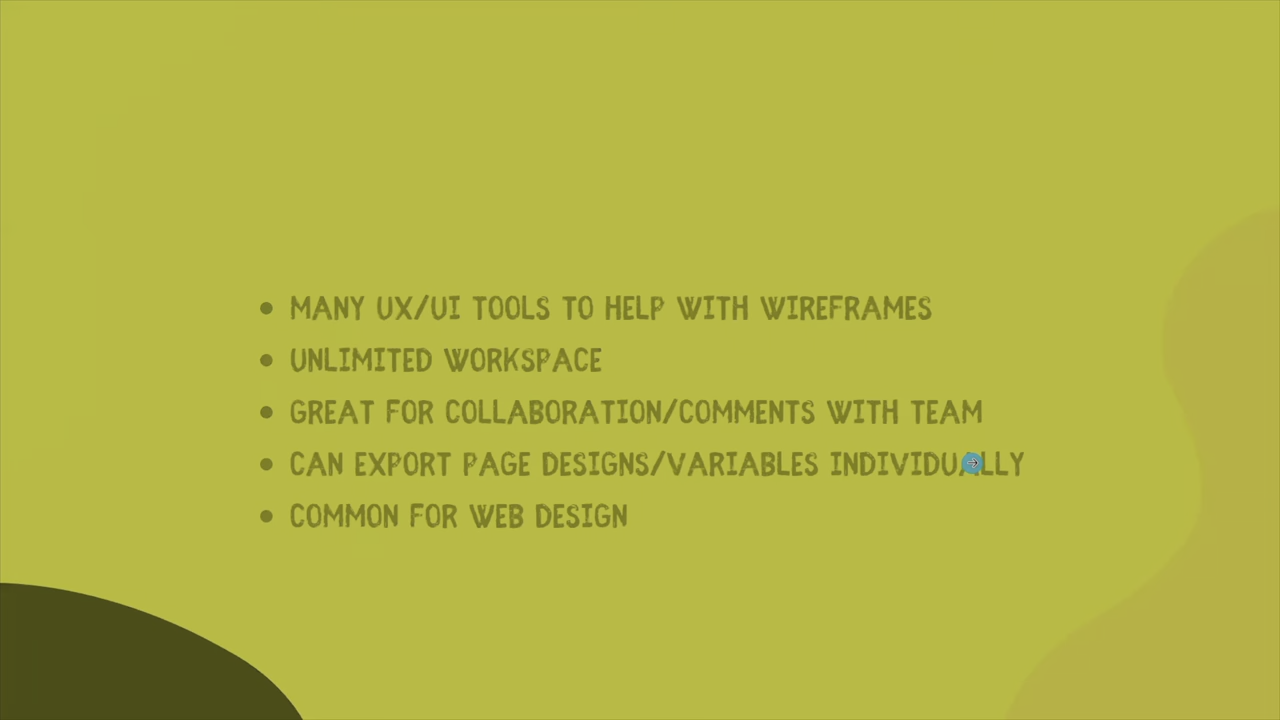 • MANY UX/UI TOOLS TO HELP WITH WIREFRAMES
• UNLIMITED WORKSPACE
• GREAT FOR COLLABORATION/COMMENTS WITH TEAM
• CAN EXPORT PAGE DESIGNS/VARIABLES INDIVIDUALLY
• COMMON FOR WEB DESIGN